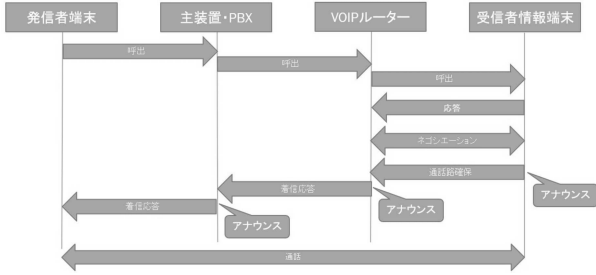 発信者端末
主装置・PBX
VOIPルーター
受信者情報端末
呼出
呼出
呼出
応答
ネゴシエーション
通話路確保
アナウンス
着信応答
アナウンス
着信応答
アナウンス
通話